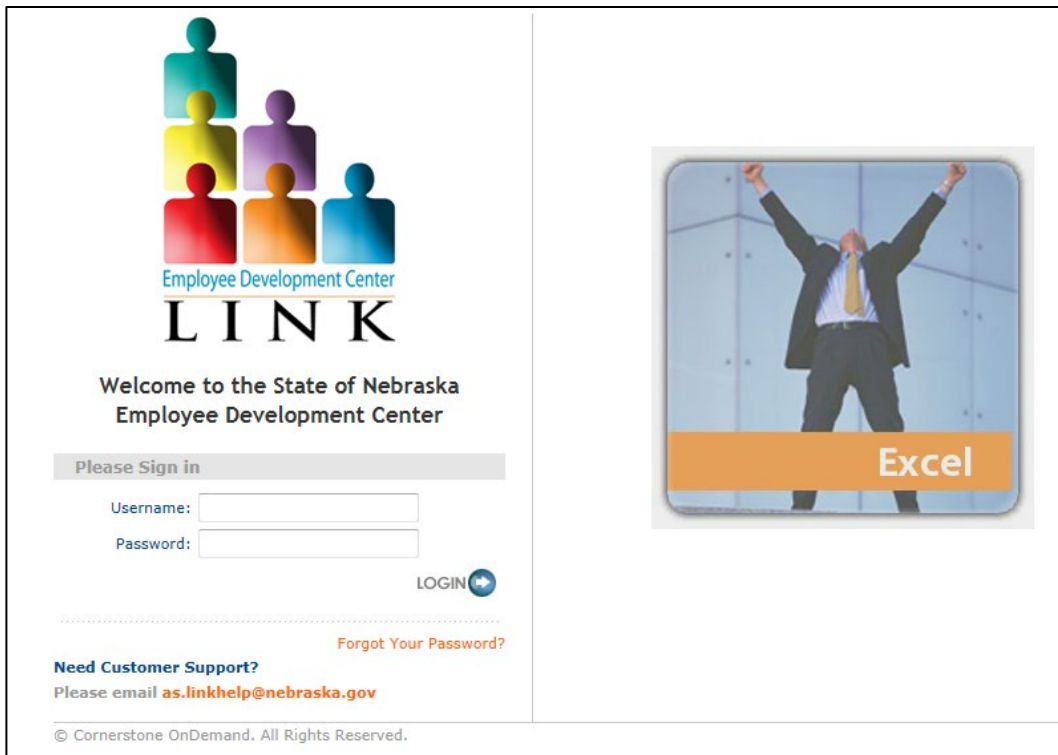 Employee Development Center
LINK
Welcome to the State of Nebraska
Employee Development Center
Please Sign in
Username:
Password:
LOGIN
Forgot Your Password?
Need Customer Support?
Please email as.linkhelp@nebraska.gov
© Cornerstone OnDemand. All Rights Reserved.
Excel